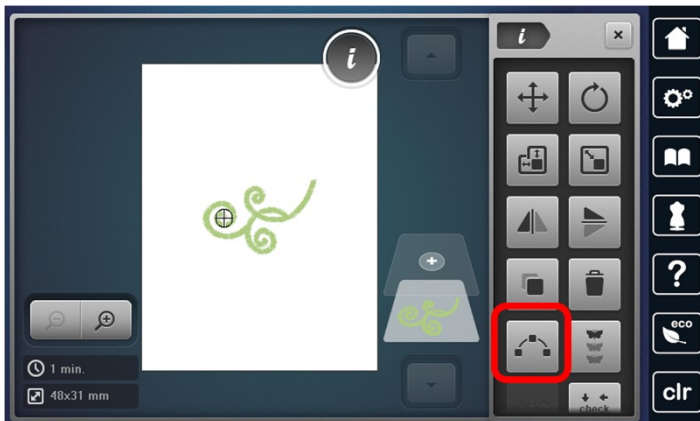 i
i
×
?
eco
1 min.
48x31 mm
check
clr